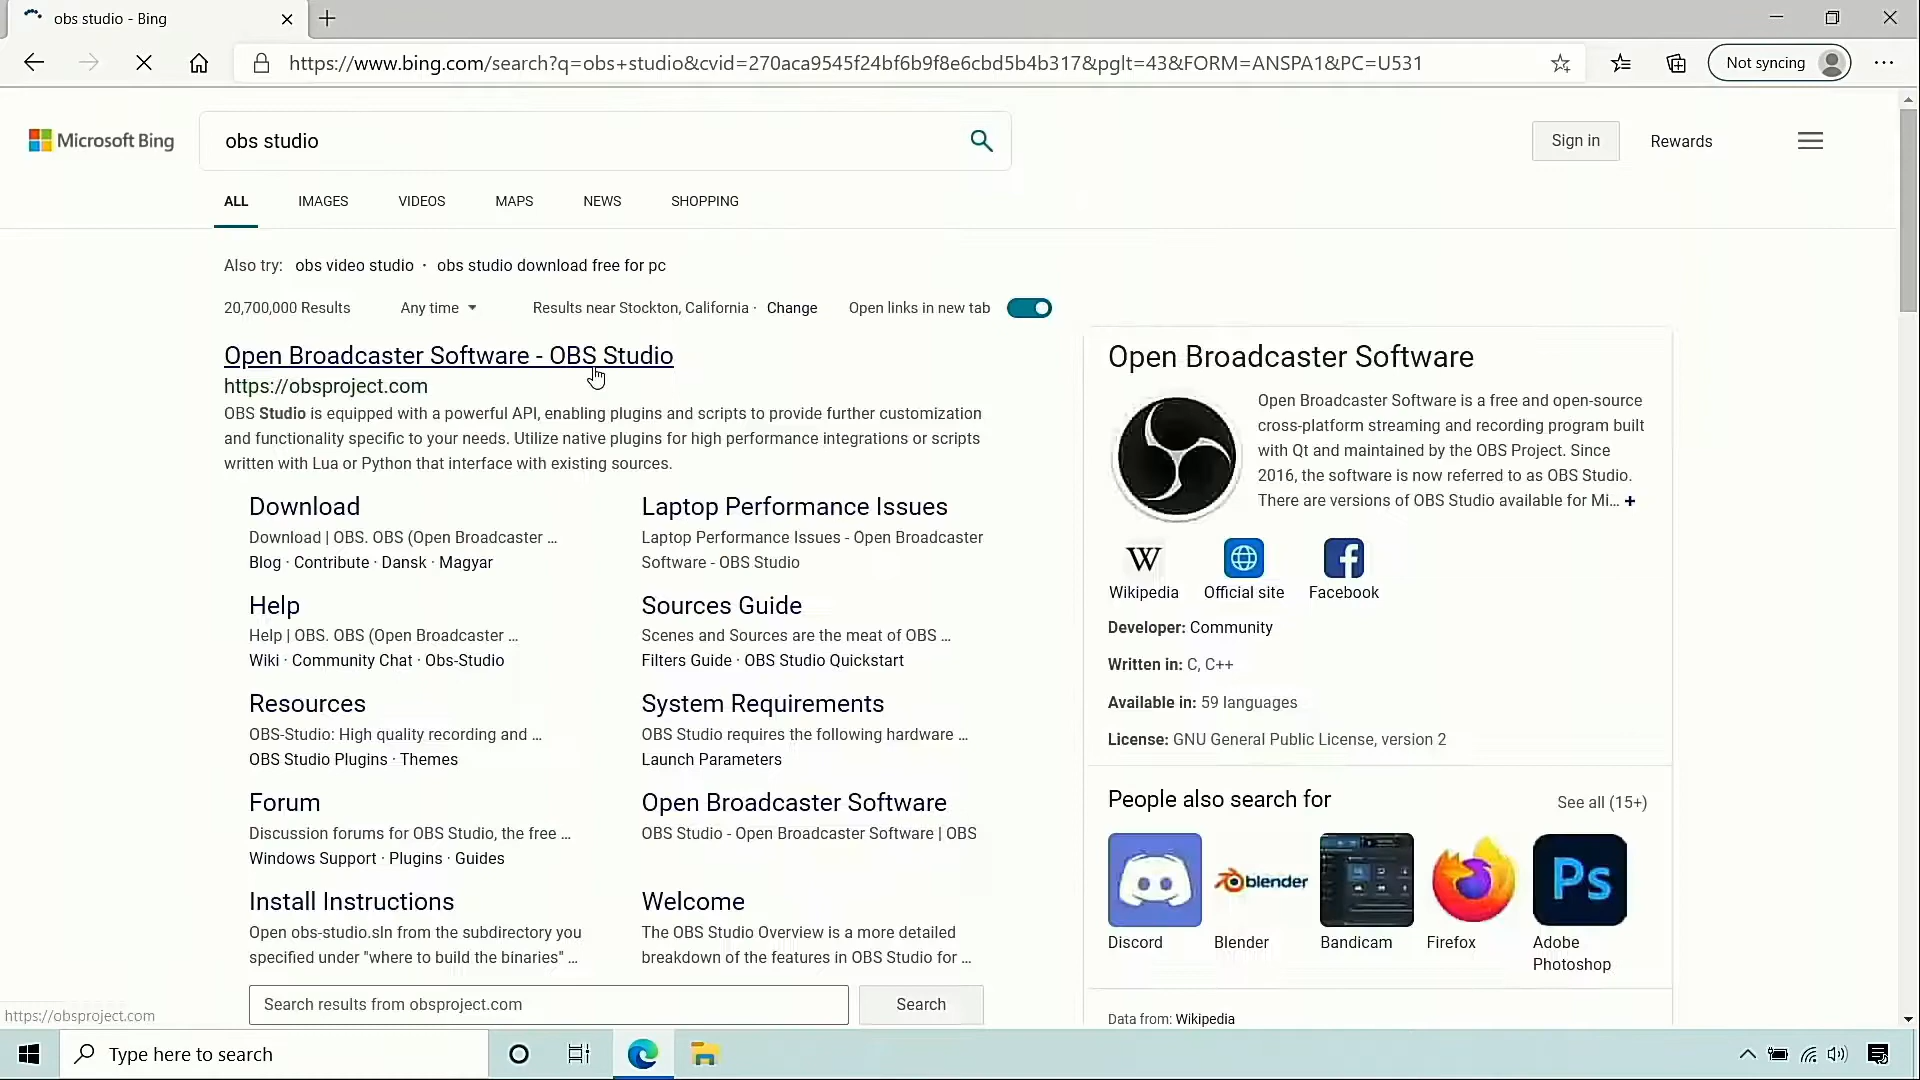 obs studio - Bing
https://www.bing.com/search?q=obs+studio&cvid=270aca9545f24bf6b9f8e6cbd5b4b317&pglt=43&FORM=ANSPA1&PC=U531
Not syncing
Microsoft Bing
obs studio
Sign in
Rewards
ALL
IMAGES
VIDEOS
MAPS
NEWS
SHOPPING
Also try: obs video studio · obs studio download free for pc
20,700,000 Results
Any time
Results near Stockton, California · Change
Open links in new tab
Open Broadcaster Software - OBS Studio
https://obsproject.com
OBS Studio is equipped with a powerful API, enabling plugins and scripts to provide further customization
and functionality specific to your needs. Utilize native plugins for high performance integrations or scripts
written with Lua or Python that interface with existing sources.
Download
Download | OBS. OBS (Open Broadcaster ...
Blog · Contribute · Dansk · Magyar
Laptop Performance Issues
Laptop Performance Issues - Open Broadcaster
Software - OBS Studio
Help
Help | OBS. OBS (Open Broadcaster ...
Wiki · Community Chat · Obs-Studio
Sources Guide
Scenes and Sources are the meat of OBS ...
Filters Guide · OBS Studio Quickstart
Resources
OBS-Studio: High quality recording and ...
OBS Studio Plugins · Themes
System Requirements
OBS Studio requires the following hardware ...
Launch Parameters
Forum
Discussion forums for OBS Studio, the free ...
Windows Support · Plugins · Guides
Open Broadcaster Software
OBS Studio - Open Broadcaster Software | OBS
Install Instructions
Open obs-studio.sln from the subdirectory you
specified under "where to build the binaries" ...
Welcome
The OBS Studio Overview is a more detailed
breakdown of the features in OBS Studio for ...
Search results from obsproject.com
Search
Open Broadcaster Software
Open Broadcaster Software is a free and open-source
cross-platform streaming and recording program built
with Qt and maintained by the OBS Project. Since
2016, the software is now referred to as OBS Studio.
There are versions of OBS Studio available for Mi... +
W
Wikipedia
Official site
Facebook
Developer: Community
Written in: C, C++
Available in: 59 languages
License: GNU General Public License, version 2
People also search for
See all (15+)
blender
Ps
Discord
Blender
Bandicam
Firefox
Adobe
Photoshop
Data from: Wikipedia
https://obsproject.com
Type here to search